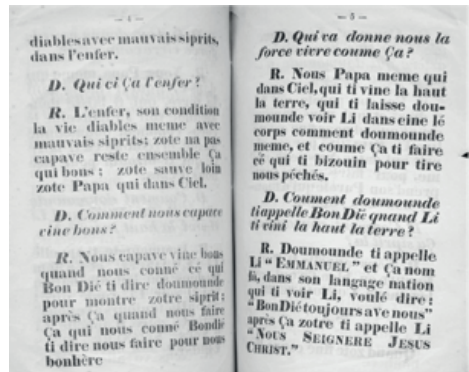 — 4 —
diables avec mauvais siprits,
dans l'enfer.
D. Qui ci Ça l'enfer?
R. L'enfer, son condition
la vie diables meme avec
mauvais siprits: zote na pas
capave reste ensemble Ça
qui bons: zote sauve loin
zote Papa qui dans Ciel.
D. Comment nous capave
vine bons?
R. Nous capave vine bons
quand nous conné cé qui
Bon Dié ti dire doumounde
pour montre zotre siprit:
après Ça quand nous faire
Ça qui nous conné Bondié
ti dire nous faire pour nous
bonhère
— 5 —
D. Qui va donne nous la
force vivre coume Ça?
R. Nous Papa meme qui
dans Ciel, qui ti vine la haut
la terre, qui ti laisse dou-
mounde voir Li dans eine lé
corps comment doumounde
meme, et coume Ça ti faire
cé qui ti bizouin pour tire
nous péchés.
D. Coument doumounde
ti appelle Bon Dié quand Li
ti vini la haut la terre?
R. Doumounde ti appelle
Li "EMMANUEL" et Ça nom
là, dans son langage nation
qui ti voir Li, voulé dire:
"Bon Dié toujours ave nous"
après Ça zotre ti appelle Li
"NOUS SEIGNERE JESUS
CHRIST."